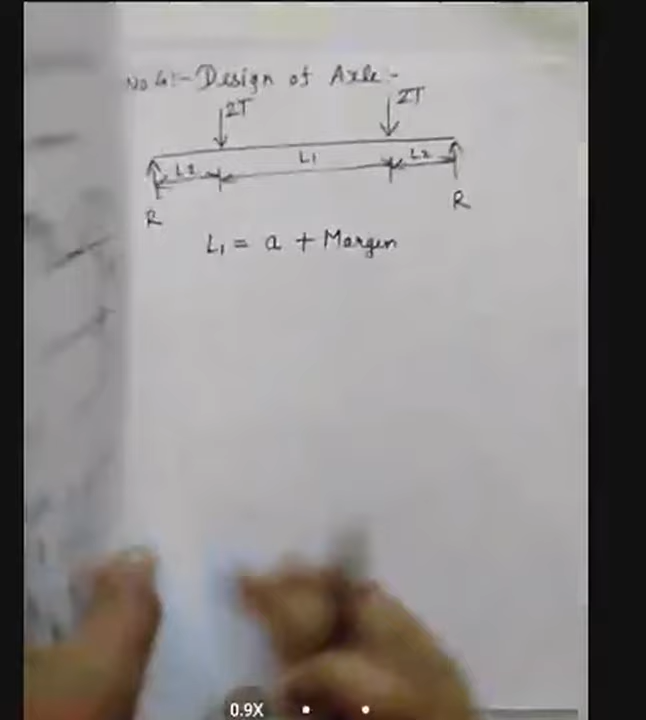 No 4:- Design of Axle:-
2T 2T
L2 L1 L2
R R
L1 = a + Margin
0.9X